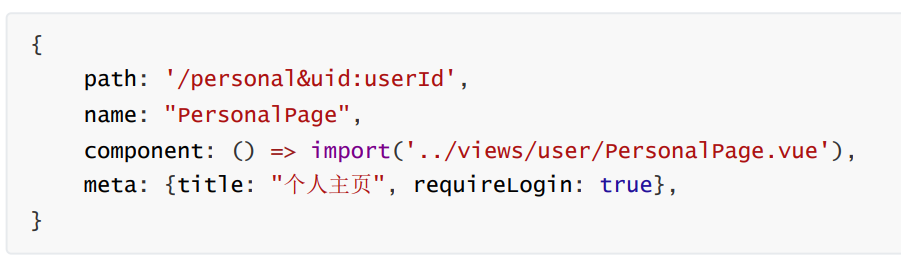 {
    path: '/personal&uid:userId',
    name: "PersonalPage",
    component: () => import('../views/user/PersonalPage.vue'),
    meta: {title: "个人主页", requireLogin: true},
}